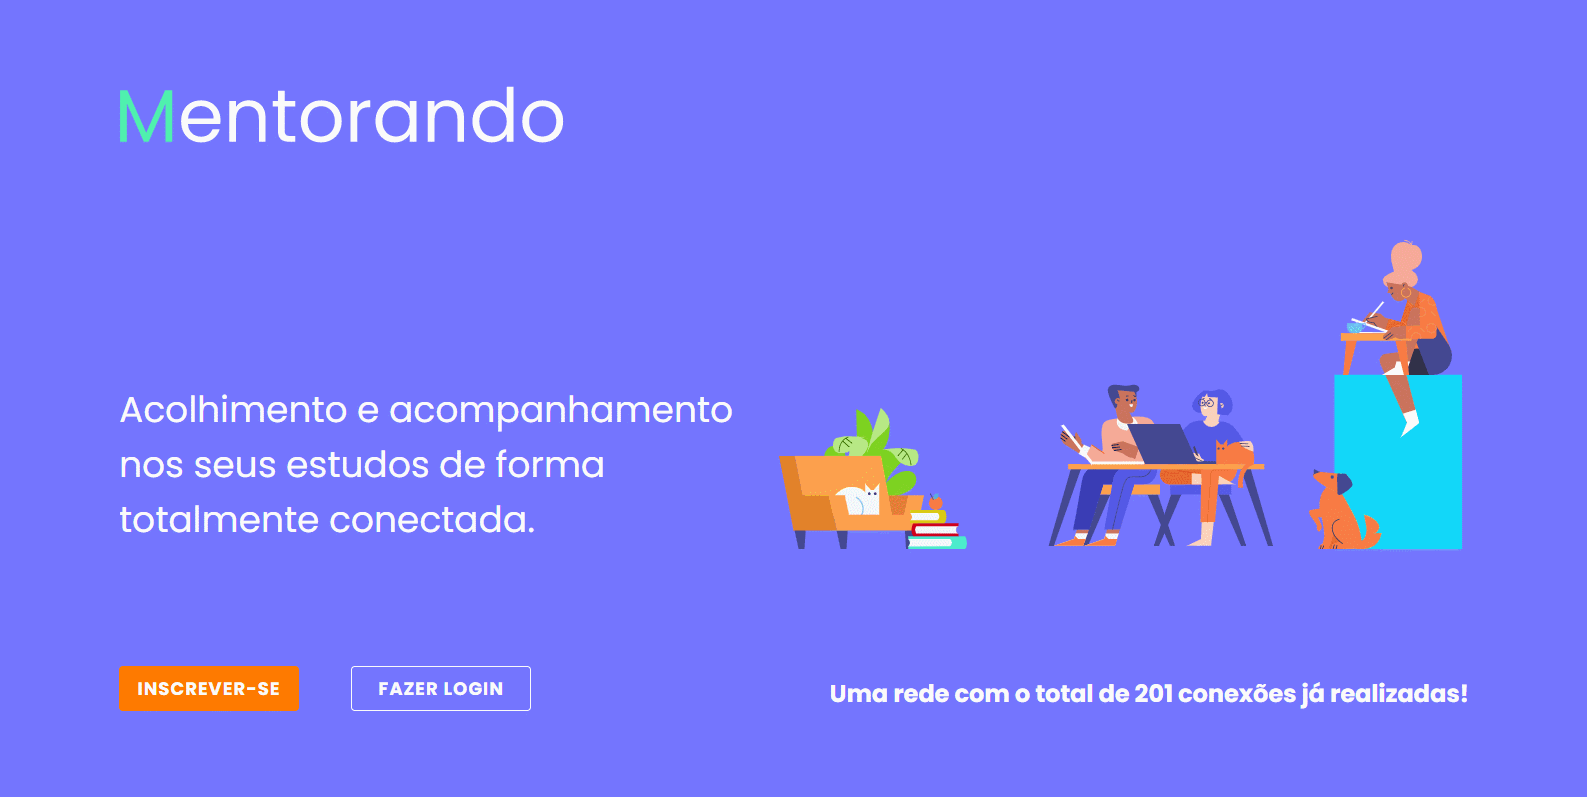 Mentorando
Acolhimento e acompanhamento
nos seus estudos de forma
totalmente conectada.
INSCREVER-SE
FAZER LOGIN
Uma rede com o total de 201 conexões já realizadas!